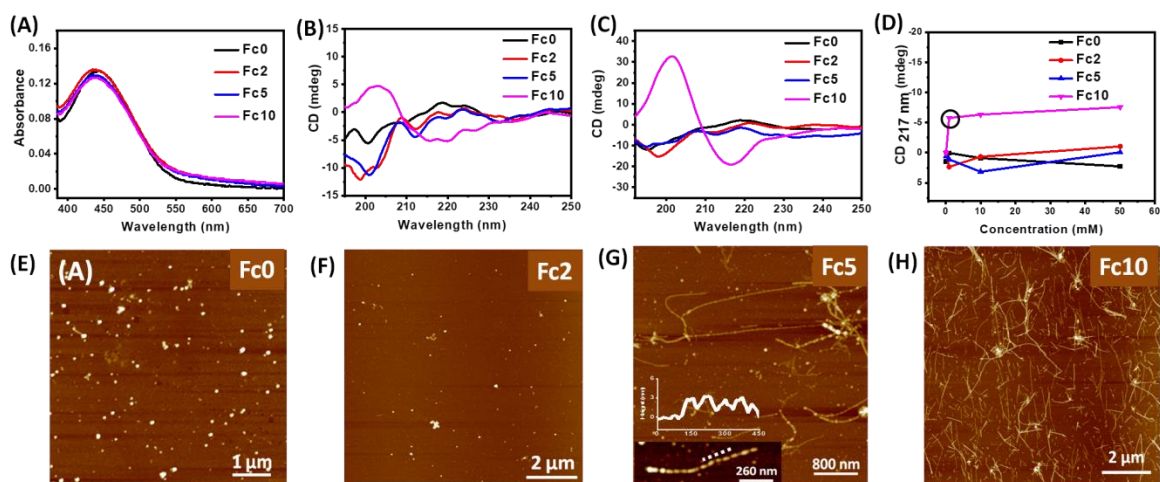 (A)
Absorbance
0.16
0.12
0.08
0.04
0.00
400 450 500 550 600 650 700
Wavelength (nm)
Fc0
Fc2
Fc5
Fc10
(B)
CD (mdeg)
10
5
0
-5
-10
-15
200 210 220 230 240 250
Wavelength (nm)
Fc0
Fc2
Fc5
Fc10
(C)
CD (mdeg)
40
30
20
10
0
-10
-20
-30
200 210 220 230 240 250
Wavelength (nm)
Fc0
Fc2
Fc5
Fc10
(D)
CD 217 nm (mdeg)
-20
-15
-10
-5
0
5
0 10 20 30 40 50 60
Concentration (mM)
Fc0
Fc2
Fc5
Fc10
(E)
(A)
Fc0
1 μm
(F)
Fc2
2 μm
(G)
Fc5
6
3
0
150 300 450
260 nm
800 nm
(H)
Fc10
2 μm